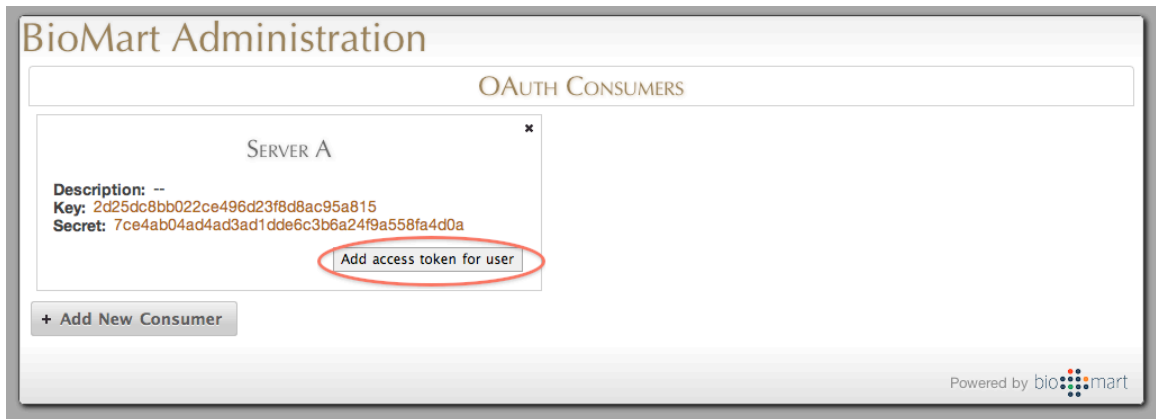 BioMart Administration
OAuth Consumers
Server A
Description: --
Key: 2d25dc8bb022ce496d23f8d8ac95a815
Secret: 7ce4ab04ad4ad3ad1dde6c3b6a24f9a558fa4d0a
Add access token for user
+ Add New Consumer
Powered by biomart